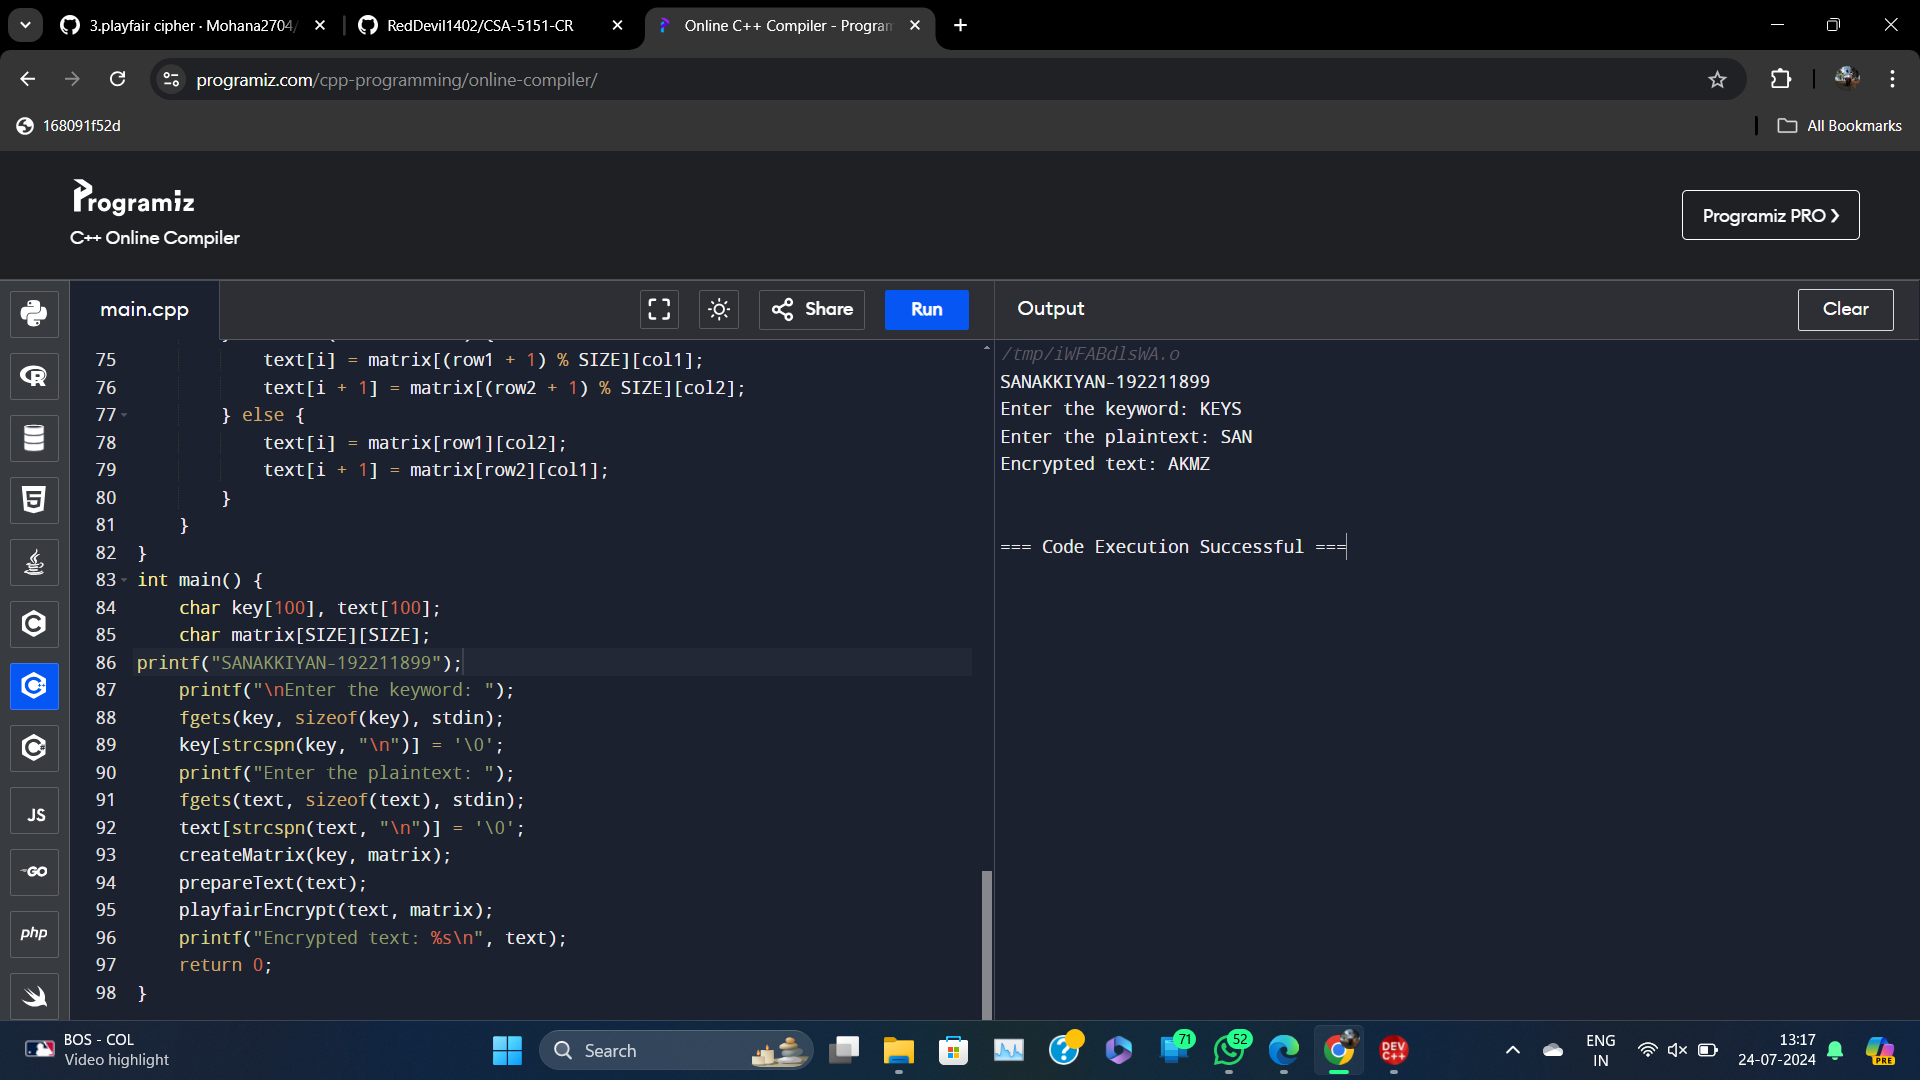 3.playfair cipher · Mohana2704/
RedDevil1402/CSA-5151-CR
Online C++ Compiler - Program
programiz.com/cpp-programming/online-compiler/
168091f52d
All Bookmarks
Programiz
C++ Online Compiler
Programiz PRO ❯
main.cpp
Share
Run
Output
Clear
75 text[i] = matrix[(row1 + 1) % SIZE][col1];
76 text[i + 1] = matrix[(row2 + 1) % SIZE][col2];
77 } else {
78 text[i] = matrix[row1][col2];
79 text[i + 1] = matrix[row2][col1];
80 }
81 }
82 }
83 int main() {
84 char key[100], text[100];
85 char matrix[SIZE][SIZE];
86 printf("SANAKKIYAN-192211899");
87 printf("\nEnter the keyword: ");
88 fgets(key, sizeof(key), stdin);
89 key[strcspn(key, "\n")] = '\0';
90 printf("Enter the plaintext: ");
91 fgets(text, sizeof(text), stdin);
92 text[strcspn(text, "\n")] = '\0';
93 createMatrix(key, matrix);
94 prepareText(text);
95 playfairEncrypt(text, matrix);
96 printf("Encrypted text: %s\n", text);
97 return 0;
98 }
/tmp/iWFABdlsWA.o
SANAKKIYAN-192211899
Enter the keyword: KEYS
Enter the plaintext: SAN
Encrypted text: AKMZ
=== Code Execution Successful ===
JS
GO
php
BOS - COL
Video highlight
Search
71
52
DEV
C++
ENG
IN
13:17
24-07-2024
PRE